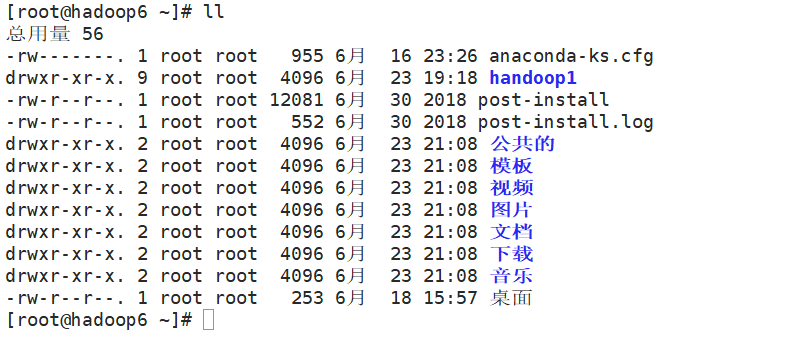 [root@hadoop6 ~]# ll
总用量 56
-rw-------. 1 root root   955 6月  16 23:26 anaconda-ks.cfg
drwxr-xr-x. 9 root root  4096 6月  23 19:18 handoop1
-rw-r--r--. 1 root root 12081 6月  30 2018 post-install
-rw-r--r--. 1 root root   552 6月  30 2018 post-install.log
drwxr-xr-x. 2 root root  4096 6月  23 21:08 公共的
drwxr-xr-x. 2 root root  4096 6月  23 21:08 模板
drwxr-xr-x. 2 root root  4096 6月  23 21:08 视频
drwxr-xr-x. 2 root root  4096 6月  23 21:08 图片
drwxr-xr-x. 2 root root  4096 6月  23 21:08 文档
drwxr-xr-x. 2 root root  4096 6月  23 21:08 下载
drwxr-xr-x. 2 root root  4096 6月  23 21:08 音乐
-rw-r--r--. 1 root root   253 6月  18 15:57 桌面
[root@hadoop6 ~]#